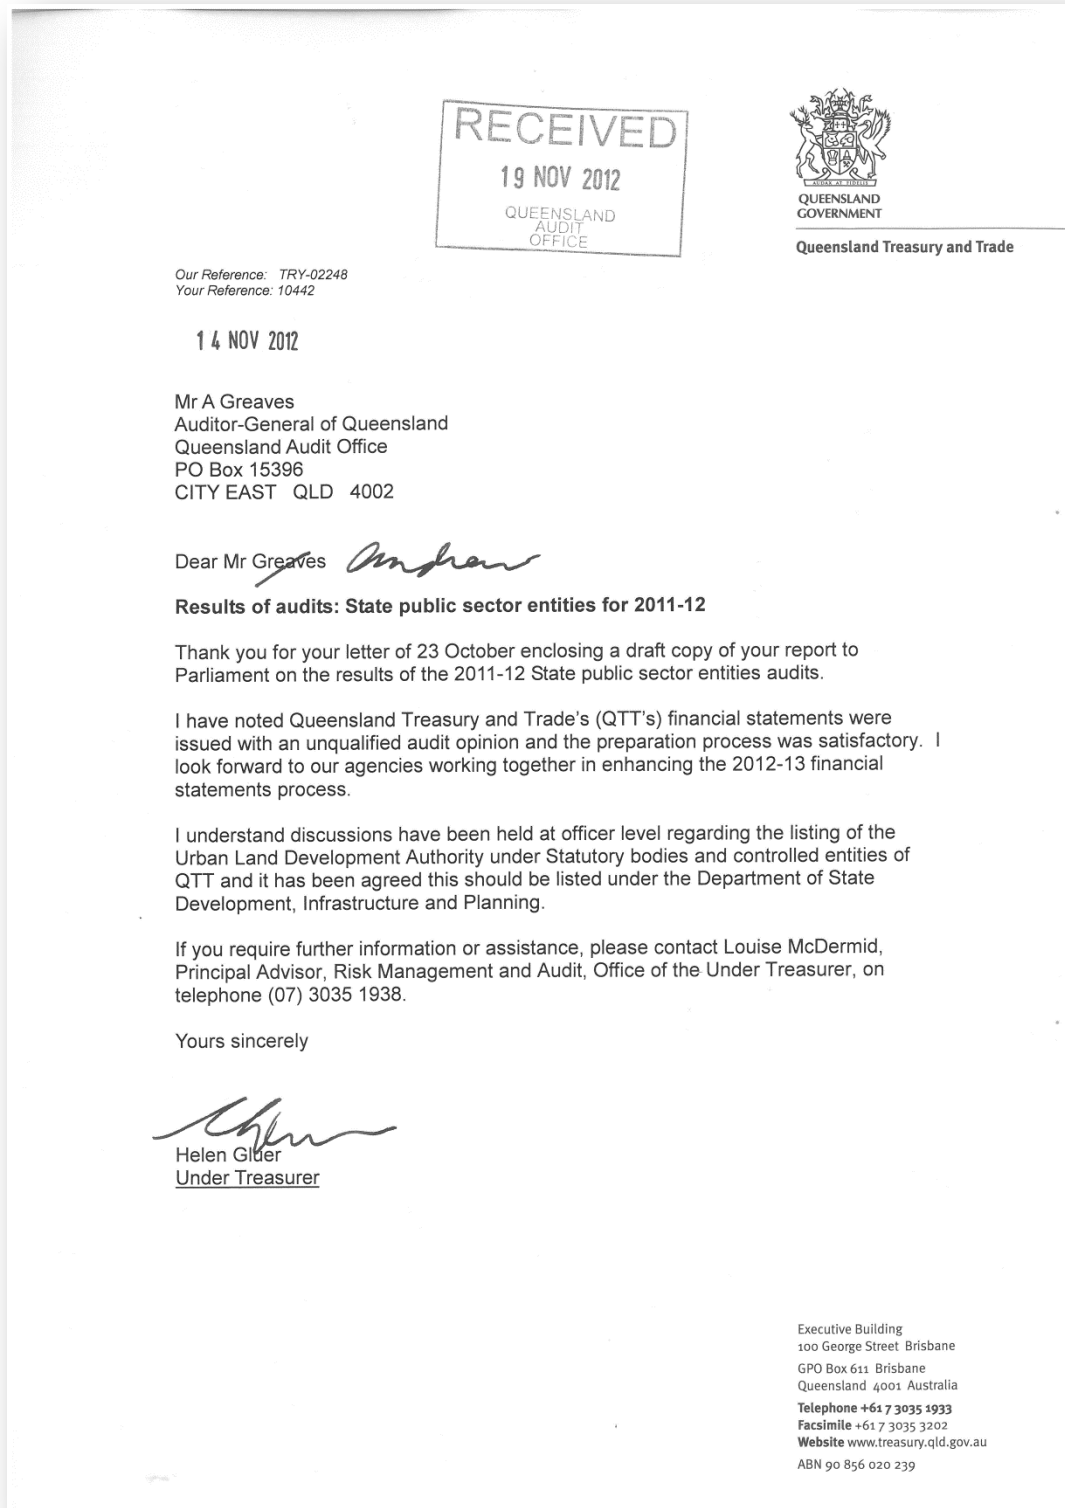 RECEIVED
19 NOV 2012
QUEENSLAND
AUDIT
OFFICE
AUDAX AT FIDELIS
QUEENSLAND
GOVERNMENT
Queensland Treasury and Trade
Our Reference: TRY-02248
Your Reference: 10442
14 NOV 2012
Mr A Greaves
Auditor-General of Queensland
Queensland Audit Office
PO Box 15396
CITY EAST QLD 4002
Dear Mr Greaves Andrew
Results of audits: State public sector entities for 2011-12
Thank you for your letter of 23 October enclosing a draft copy of your report to
Parliament on the results of the 2011-12 State public sector entities audits.
I have noted Queensland Treasury and Trade's (QTT's) financial statements were
issued with an unqualified audit opinion and the preparation process was satisfactory. I
look forward to our agencies working together in enhancing the 2012-13 financial
statements process.
I understand discussions have been held at officer level regarding the listing of the
Urban Land Development Authority under Statutory bodies and controlled entities of
QTT and it has been agreed this should be listed under the Department of State
Development, Infrastructure and Planning.
If you require further information or assistance, please contact Louise McDermid,
Principal Advisor, Risk Management and Audit, Office of the Under Treasurer, on
telephone (07) 3035 1938.
Yours sincerely
Helen Gluer
Under Treasurer
Executive Building
100 George Street Brisbane
GPO Box 611 Brisbane
Queensland 4001 Australia
Telephone +61 7 3035 1933
Facsimile +61 7 3035 3202
Website www.treasury.qld.gov.au
ABN 90 856 020 239